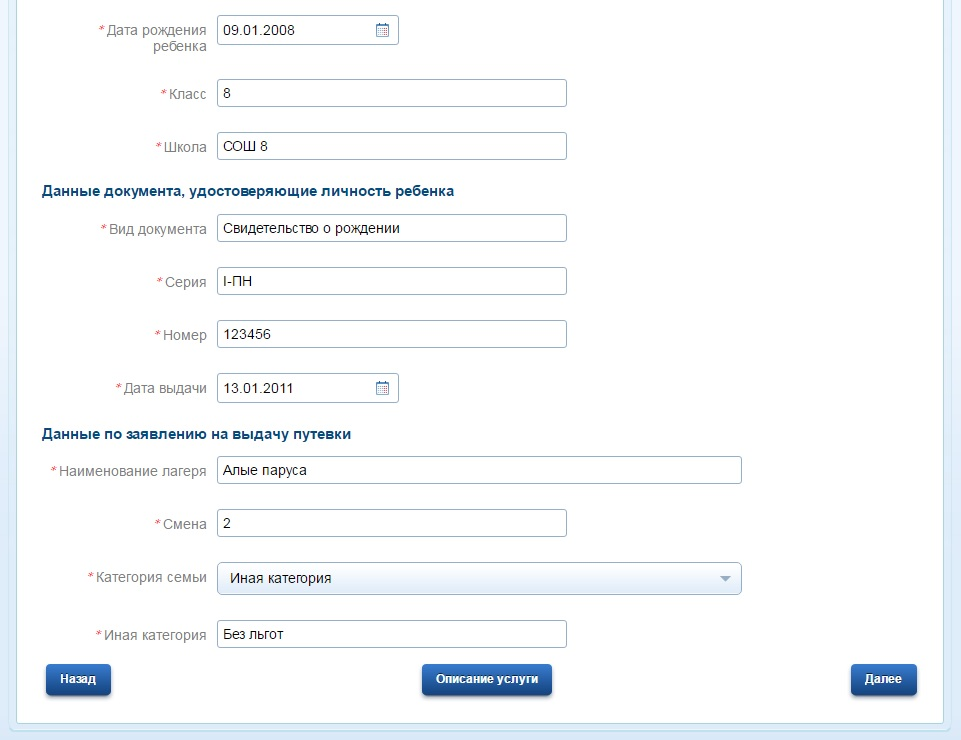 *Дата рождения 09.01.2008
ребенка
*Класс 8
*Школа СОШ 8
Данные документа, удостоверяющие личность ребенка
*Вид документа Свидетельство о рождении
*Серия I-ПН
*Номер 123456
*Дата выдачи 13.01.2011
Данные по заявлению на выдачу путевки
*Наименование лагеря Алые паруса
*Смена 2
*Категория семьи Иная категория
*Иная категория Без льгот
Назад Описание услуги Далее